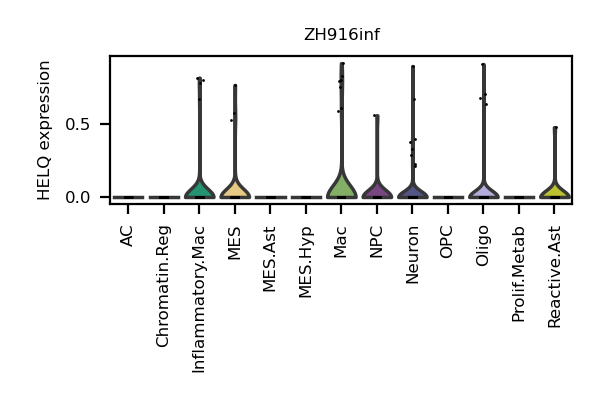 ZH916inf
HELQ expression
0.5
0.0
AC
Chromatin.Reg
Inflammatory.Mac
MES
MES.Ast
MES.Hyp
Mac
NPC
Neuron
OPC
Oligo
Prolif.Metab
Reactive.Ast